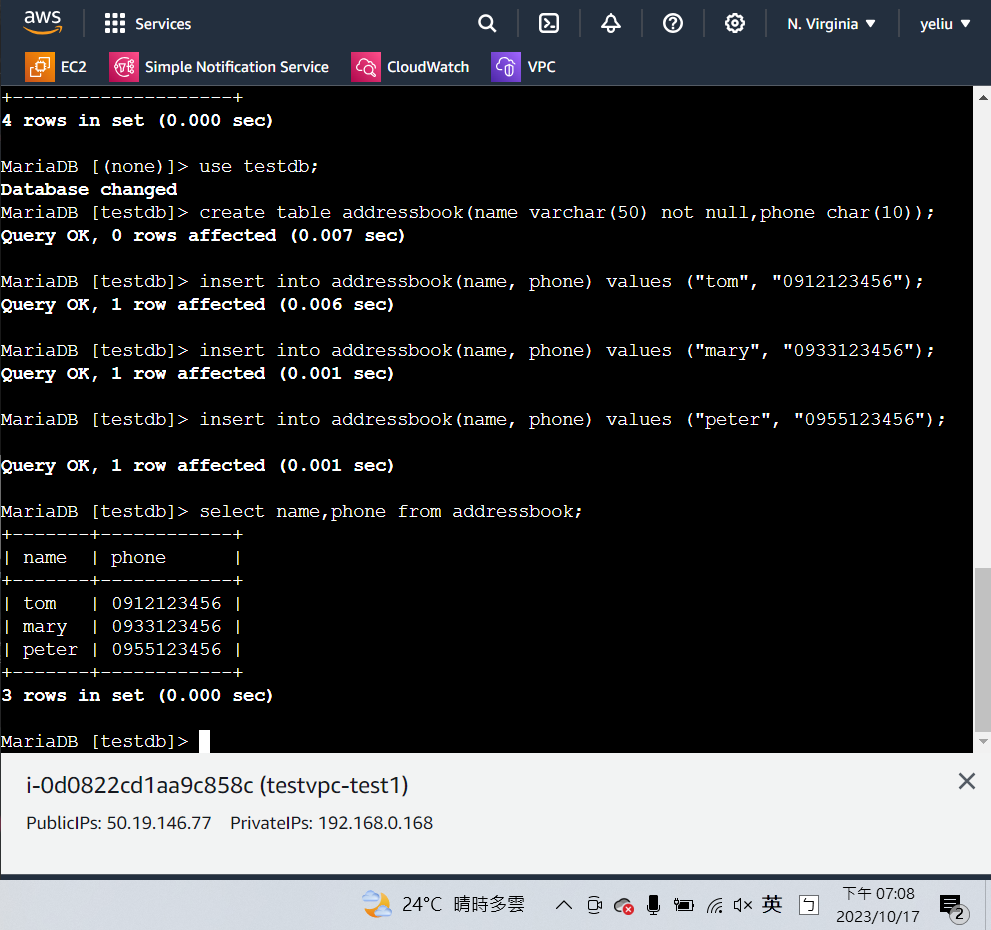 aws
Services
N. Virginia ▼
yeliu ▼
EC2
Simple Notification Service
CloudWatch
VPC
+--------------------+
4 rows in set (0.000 sec)
MariaDB [(none)]> use testdb;
Database changed
MariaDB [testdb]> create table addressbook(name varchar(50) not null,phone char(10));
Query OK, 0 rows affected (0.007 sec)
MariaDB [testdb]> insert into addressbook(name, phone) values ("tom", "0912123456");
Query OK, 1 row affected (0.006 sec)
MariaDB [testdb]> insert into addressbook(name, phone) values ("mary", "0933123456");
Query OK, 1 row affected (0.001 sec)
MariaDB [testdb]> insert into addressbook(name, phone) values ("peter", "0955123456");
Query OK, 1 row affected (0.001 sec)
MariaDB [testdb]> select name,phone from addressbook;
+-------+------------+
| name  | phone      |
+-------+------------+
| tom   | 0912123456 |
| mary  | 0933123456 |
| peter | 0955123456 |
+-------+------------+
3 rows in set (0.000 sec)
MariaDB [testdb]>
i-0d0822cd1aa9c858c (testvpc-test1)
PublicIPs: 50.19.146.77 PrivateIPs: 192.168.0.168
24°C 晴時多雲
英
ㄅ
下午 07:08
2023/10/17
2